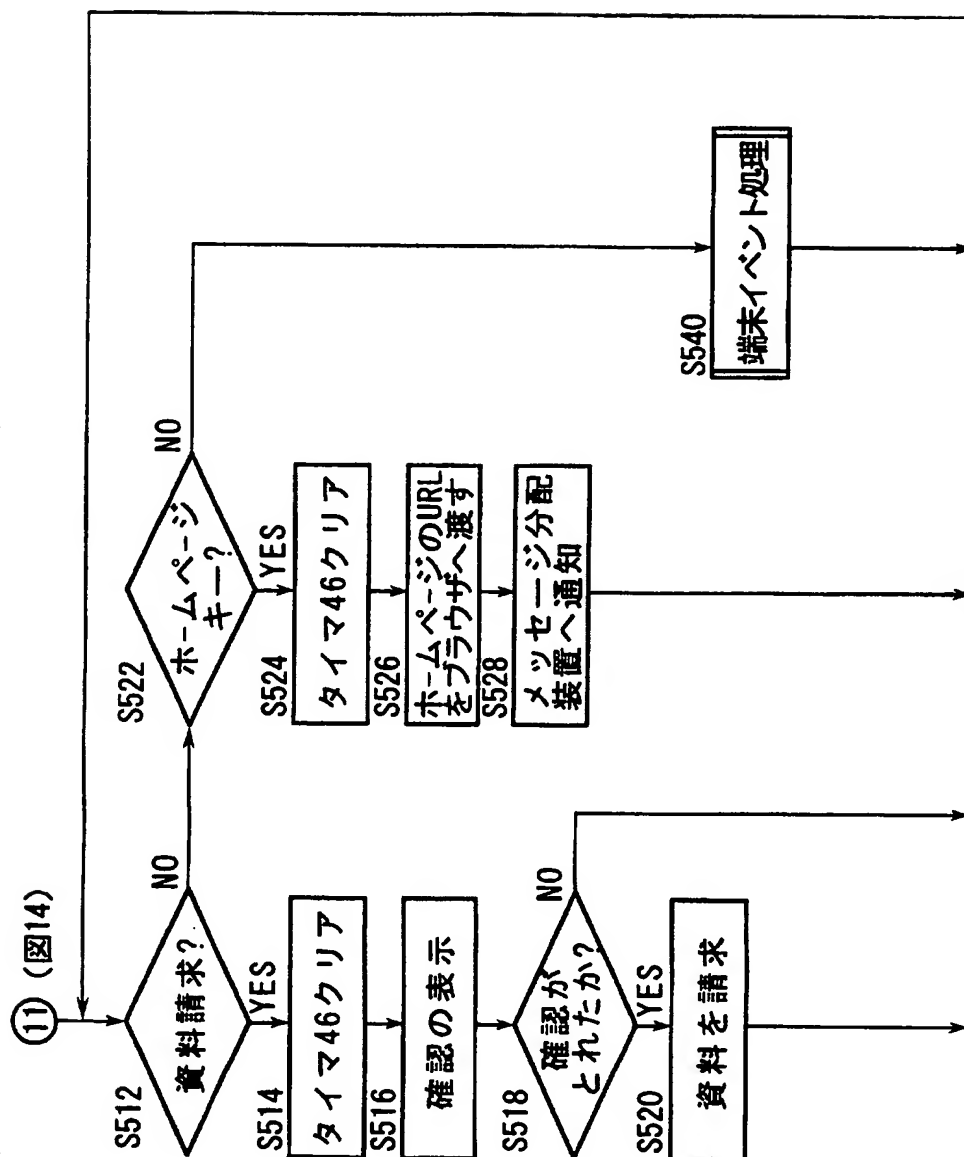 ⑪ (図14)
S512
資料請求?
NO
YES
S514
タイマ46クリア
S516
確認の表示
S518
確認が
とれたか?
NO
YES
S520
資料を請求
S522
ホームページ
キー?
NO
YES
S524
タイマ46クリア
S526
ホームページのURL
をブラウザへ渡す
S528
メッセージ分配
装置へ通知
S540
端末イベント処理